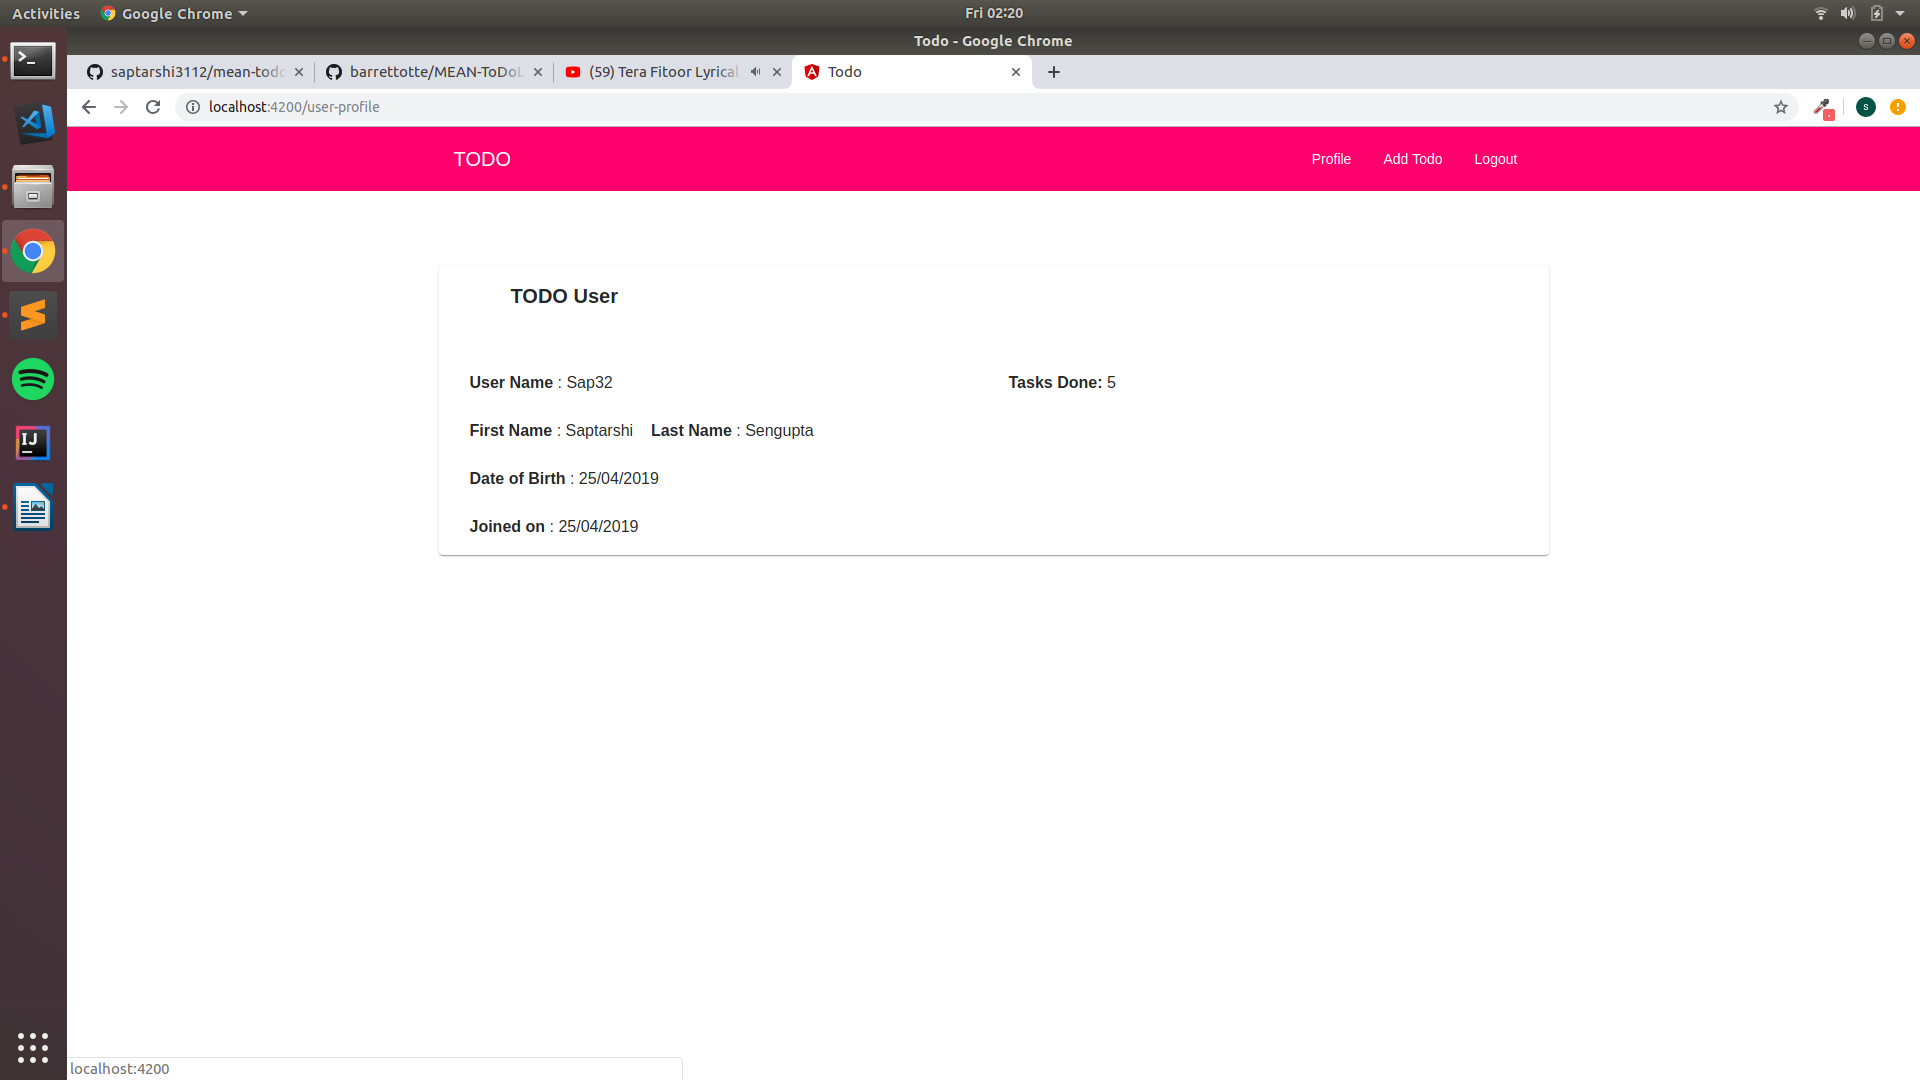 Activities Google Chrome Fri 02:20
Todo - Google Chrome
saptarshi3112/mean-todo barrettotte/MEAN-ToDoL (59) Tera Fitoor Lyrical Todo
localhost:4200/user-profile S
TODO Profile Add Todo Logout
TODO User
User Name : Sap32 Tasks Done: 5
First Name : Saptarshi Last Name : Sengupta
Date of Birth : 25/04/2019
Joined on : 25/04/2019
IJ
localhost:4200